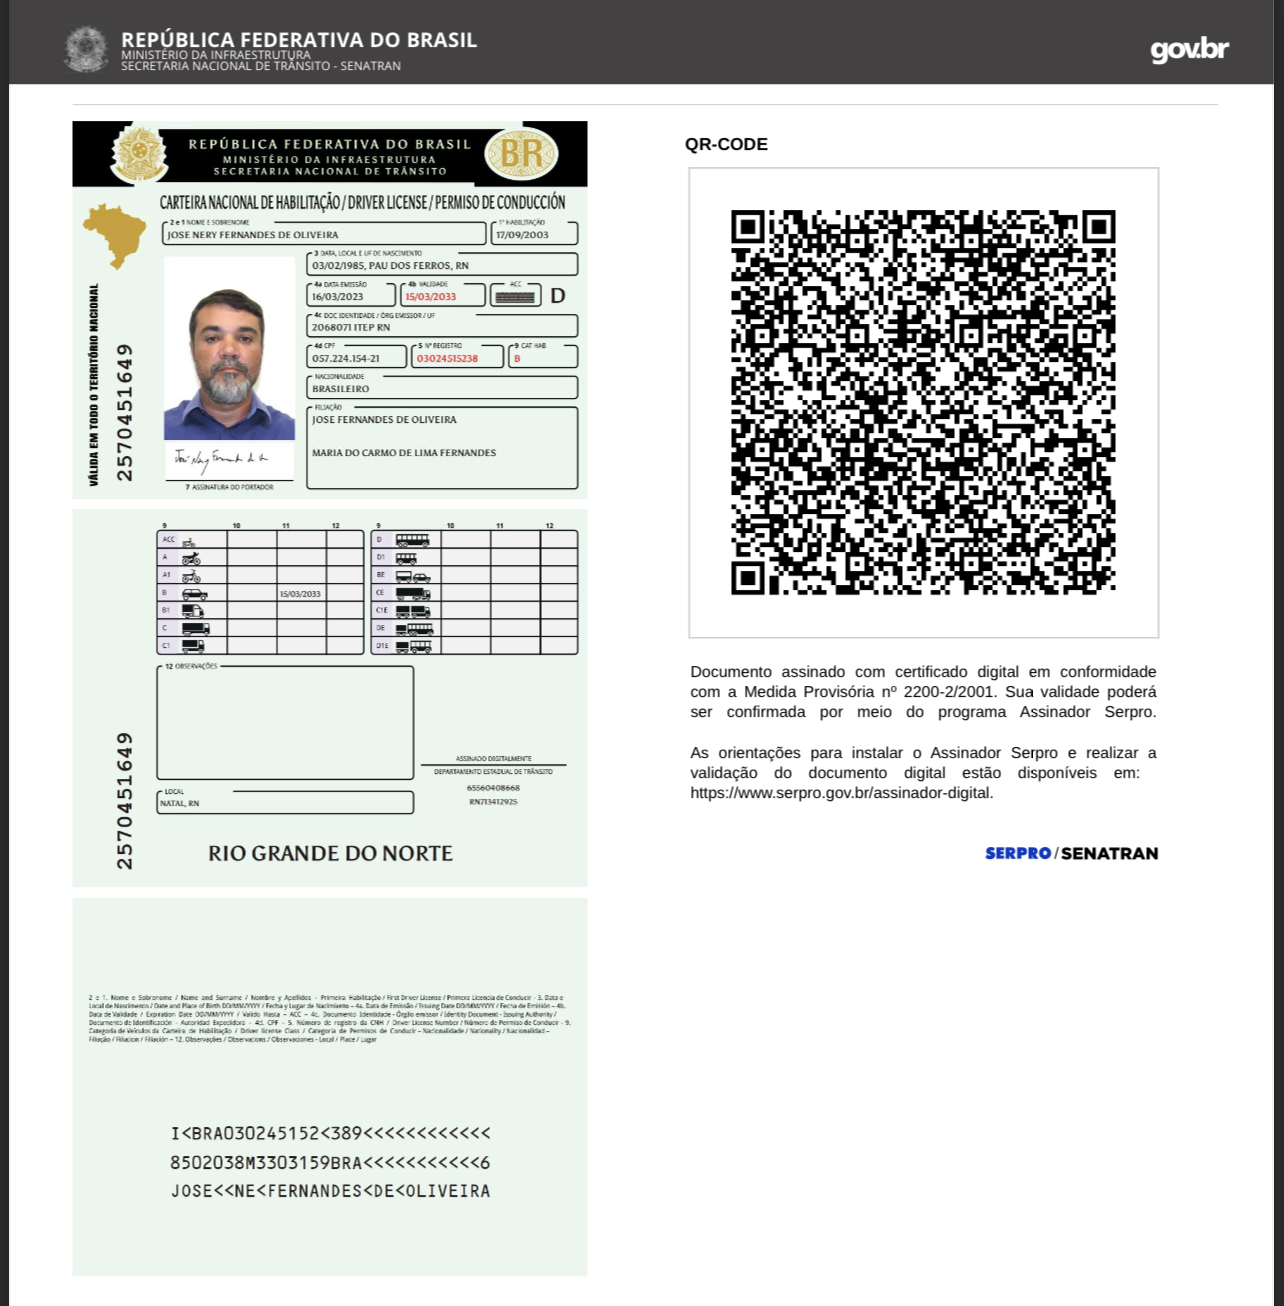 REPÚBLICA FEDERATIVA DO BRASIL
MINISTÉRIO DA INFRAESTRUTURA
SECRETARIA NACIONAL DE TRÂNSITO - SENATRAN
gov.br
REPÚBLICA FEDERATIVA DO BRASIL
MINISTÉRIO DA INFRAESTRUTURA
SECRETARIA NACIONAL DE TRÂNSITO
BR
CARTEIRA NACIONAL DE HABILITAÇÃO / DRIVER LICENSE / PERMISO DE CONDUCCIÓN
2 e 1 NOME E SOBRENOME
JOSE NERY FERNANDES DE OLIVEIRA
1ª HABILITAÇÃO
17/09/2003
3 DATA, LOCAL E UF DE NASCIMENTO
03/02/1985, PAU DOS FERROS, RN
4a DATA EMISSÃO
16/03/2023
4b VALIDADE
15/03/2033
ACC
D
4c DOC IDENTIDADE / ÓRG EMISSOR / UF
2068071 ITEP RN
4d CPF
057.224.154-21
5 Nº REGISTRO
03024515238
9 CAT HAB
B
NACIONALIDADE
BRASILEIRO
FILIAÇÃO
JOSE FERNANDES DE OLIVEIRA
MARIA DO CARMO DE LIMA FERNANDES
7 ASSINATURA DO PORTADOR
VÁLIDA EM TODO O TERRITÓRIO NACIONAL
2570451649
9 10 11 12 9 10 11 12
ACC D
A D1
A1 BE
B 15/03/2033 CE
B1 C1E
C DE
C1 D1E
12 OBSERVAÇÕES
ASSINADO DIGITALMENTE
DEPARTAMENTO ESTADUAL DE TRÂNSITO
65560408668
RN713412925
LOCAL
NATAL, RN
2570451649
RIO GRANDE DO NORTE
2 e 1. Nome e Sobrenome / Name and Surname / Nombre y Apellidos – Primeira Habilitação / First Driver License / Primera Licencia de Conducir - 3. Data e
Local de Nascimento / Date and Place of Birth DD/MM/YYYY / Fecha y Lugar de Nacimiento – 4a. Data de Emissão / Issuing Date DD/MM/YYYY / Fecha de Emisión – 4b.
Data de Validade / Expiration Date DD/MM/YYYY / Valido Hasta – ACC – 4c. Documento Identidade - Órgão emissor / Identity Document - Issuing Authority /
Documento de Identificación - Autoridad Expedidora – 4d. CPF – 5. Número de registro da CNH / Driver License Number / Número de Permiso de Conducir - 9.
Categoria de Veículos da Carteira de Habilitação / Driver license Class / Categoria de Permisos de Conducir – Nacionalidade / Nationality / Nacionalidad –
Filiação / Filiation / Filiación – 12. Observações / Observations / Observaciones - Local / Place / Lugar
I<BRA030245152<389<<<<<<<<<<<<
8502038M3303159BRA<<<<<<<<<<<6
JOSE<<NE<FERNANDES<DE<OLIVEIRA
QR-CODE
Documento assinado com certificado digital em conformidade
com a Medida Provisória nº 2200-2/2001. Sua validade poderá
ser confirmada por meio do programa Assinador Serpro.
As orientações para instalar o Assinador Serpro e realizar a
validação do documento digital estão disponíveis em:
https://www.serpro.gov.br/assinador-digital.
SERPRO / SENATRAN